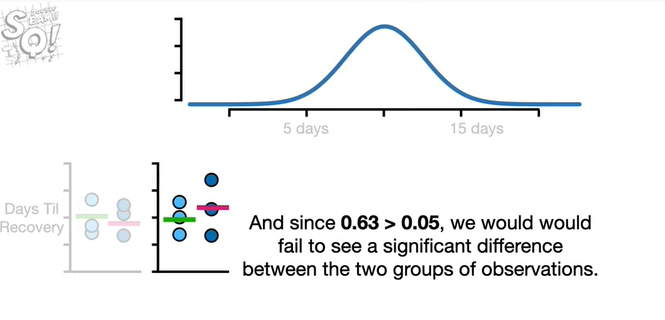 SQ!
5 days
15 days
Days Til
Recovery
And since 0.63 > 0.05, we would would
fail to see a significant difference
between the two groups of observations.